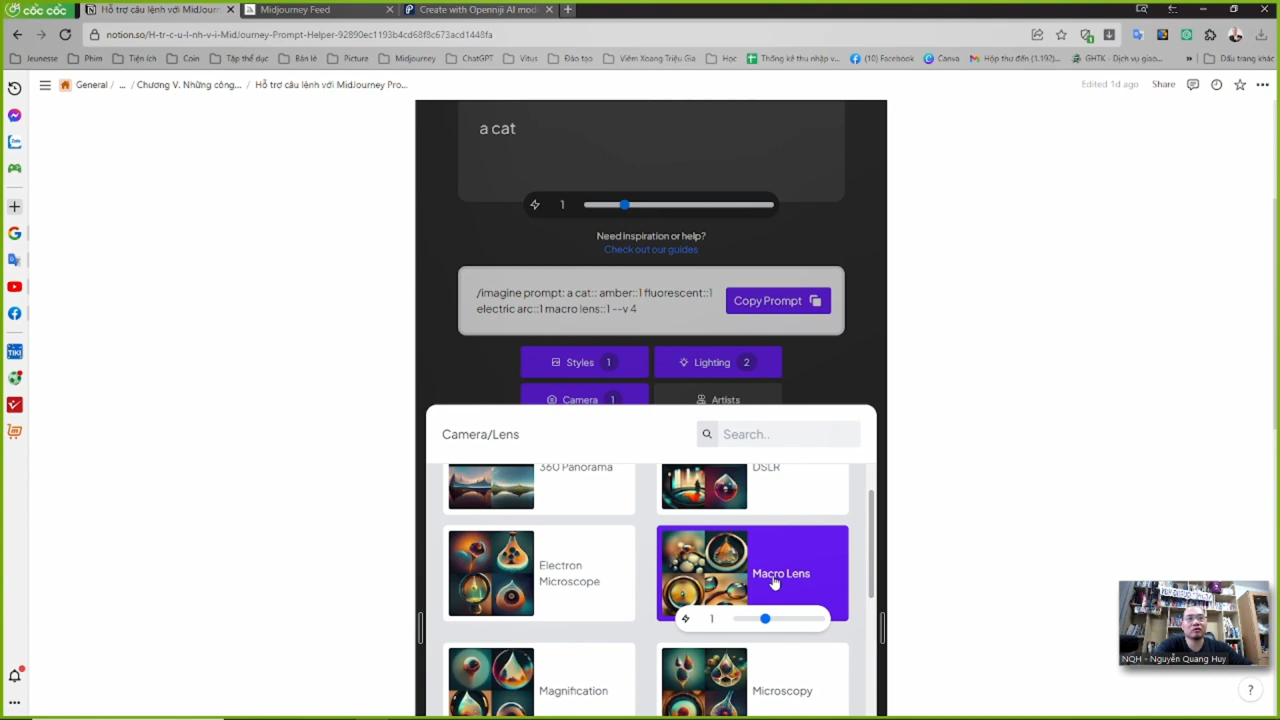 cốc cốc
Hỗ trợ câu lệnh với MidJourn
Midjourney Feed
Create with Openniji AI mode
notion.so/H-tr-c-u-l-nh-v-i-MidJourney-Prompt-Helper-92890ec1193b4cd68f8c673acd1448fa
Jeunesse
Phim
Tiện ích
Coin
Tập thể dục
Bán lẻ
Picture
Midjourney
ChatGPT
Vitus
Đào tạo
Viêm Xoang Triệu Gia
Học
Thống kê thu nhập v...
(10) Facebook
Canva
Hộp thư đến (1.192)...
GHTK - Dịch vụ giao...
Dấu trang khác
General / ... / Chương V. Những công... / Hỗ trợ câu lệnh với MidJourney Pro...
Edited 1d ago
Share
a cat
1
Need inspiration or help?
Check out our guides
/imagine prompt: a cat:: amber::1 fluorescent::1
electric arc::1 macro lens::1 --v 4
Copy Prompt
Styles 1
Lighting 2
Camera 1
Artists
Camera/Lens
Search..
360 Panorama
DSLR
Electron
Microscope
Macro Lens
1
Magnification
Microscopy
Zalo
TIKI
NQH - Nguyễn Quang Huy
?